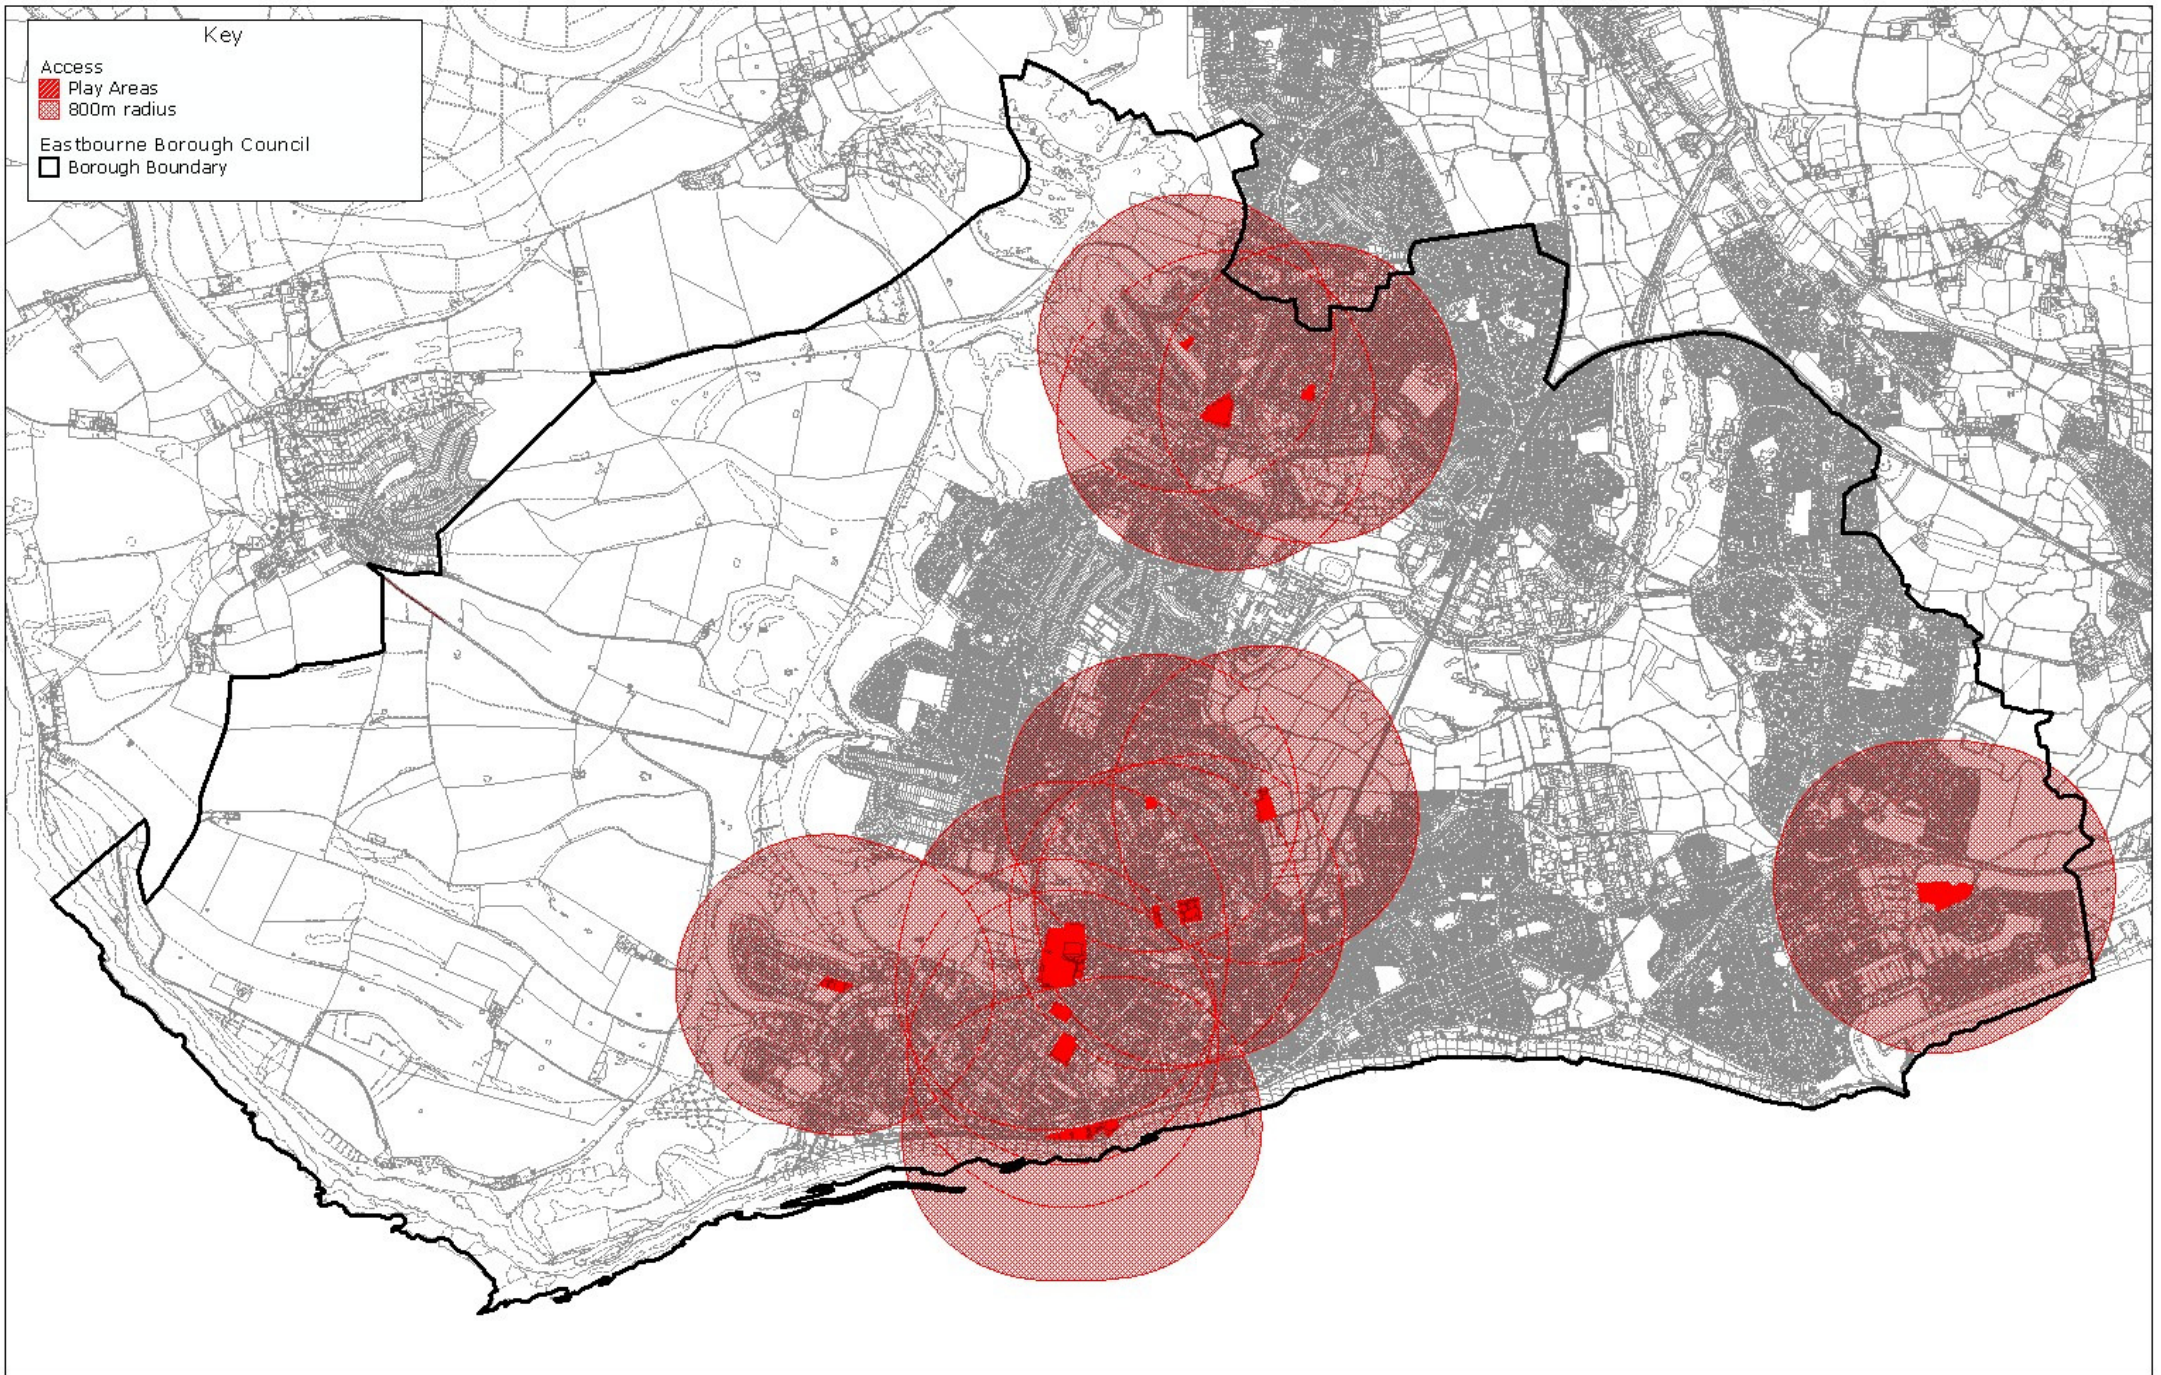 Key
Access
Play Areas
800m radius
Eastbourne Borough Council
Borough Boundary